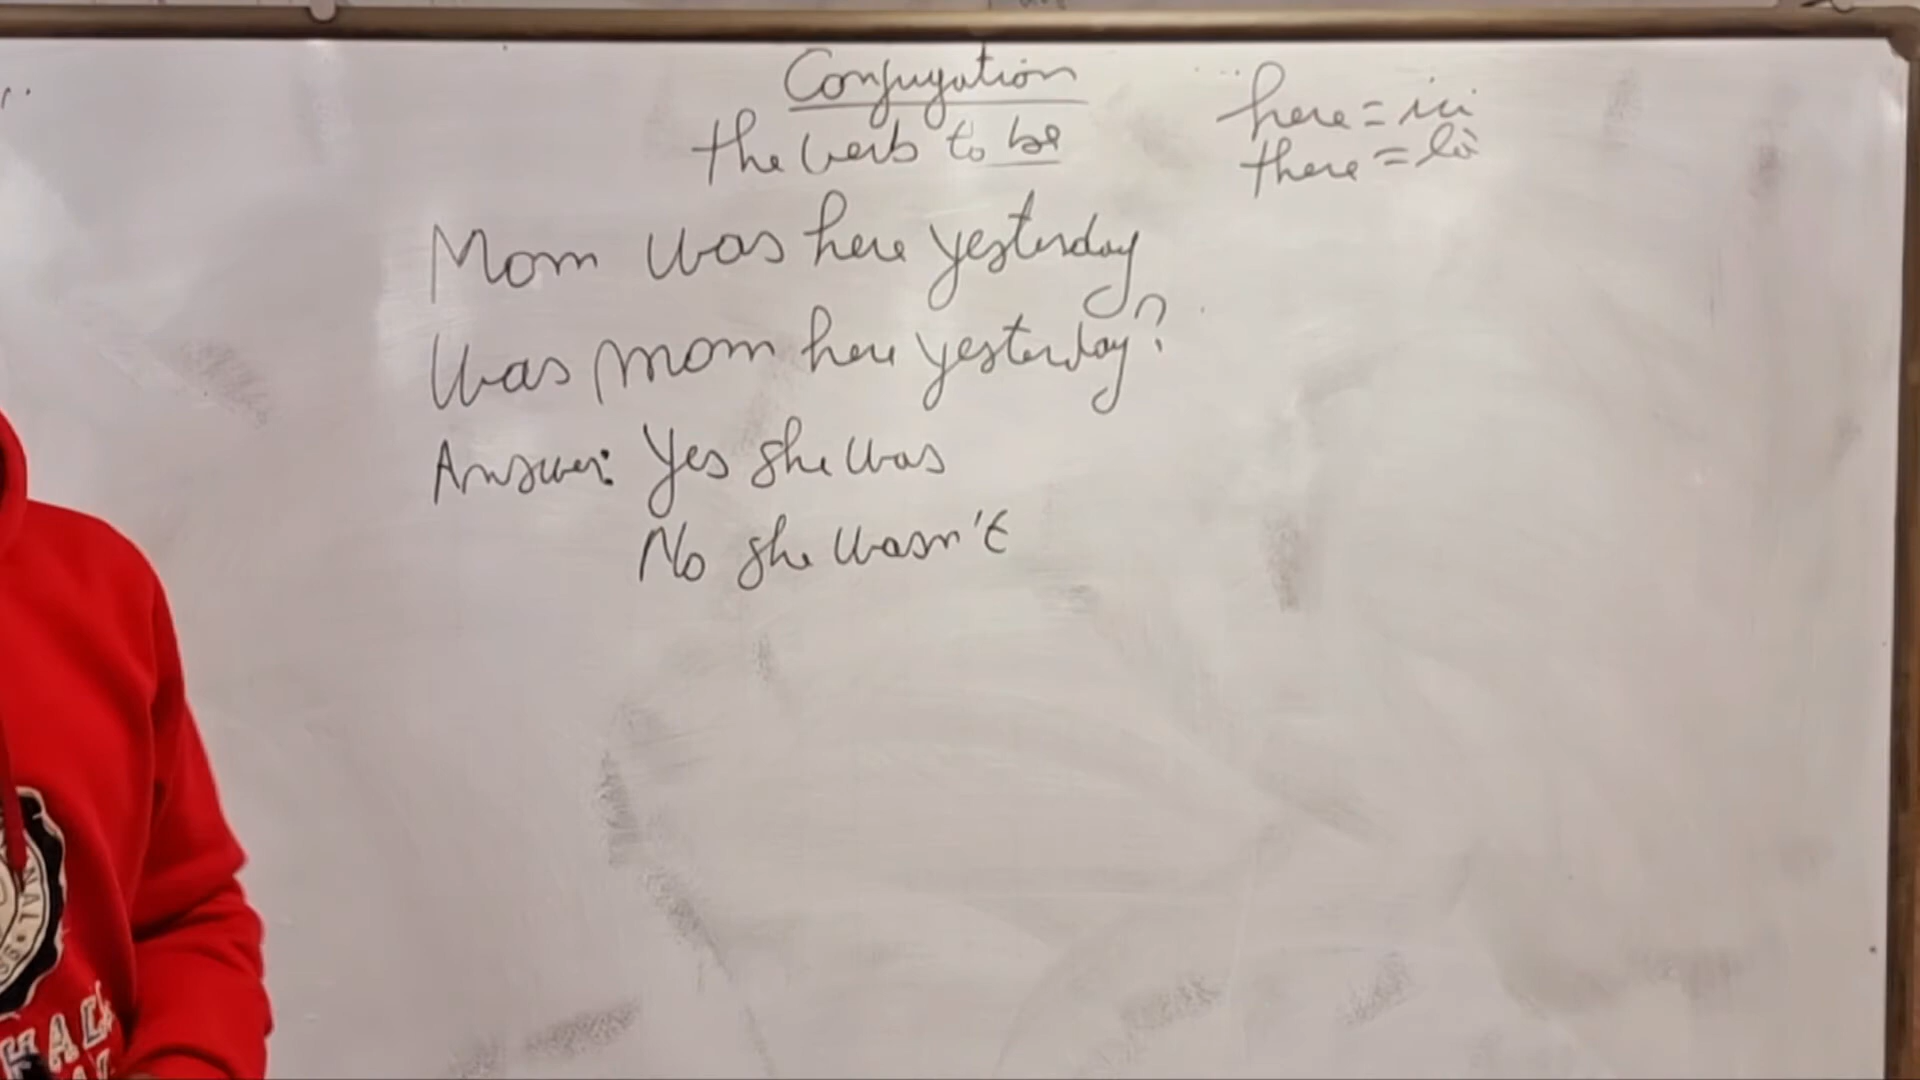 Conjugation
the verb to be
here = ici
there = là
Mom was here yesterday
Was mom here yesterday?
Answer: Yes she was
No she wasn't